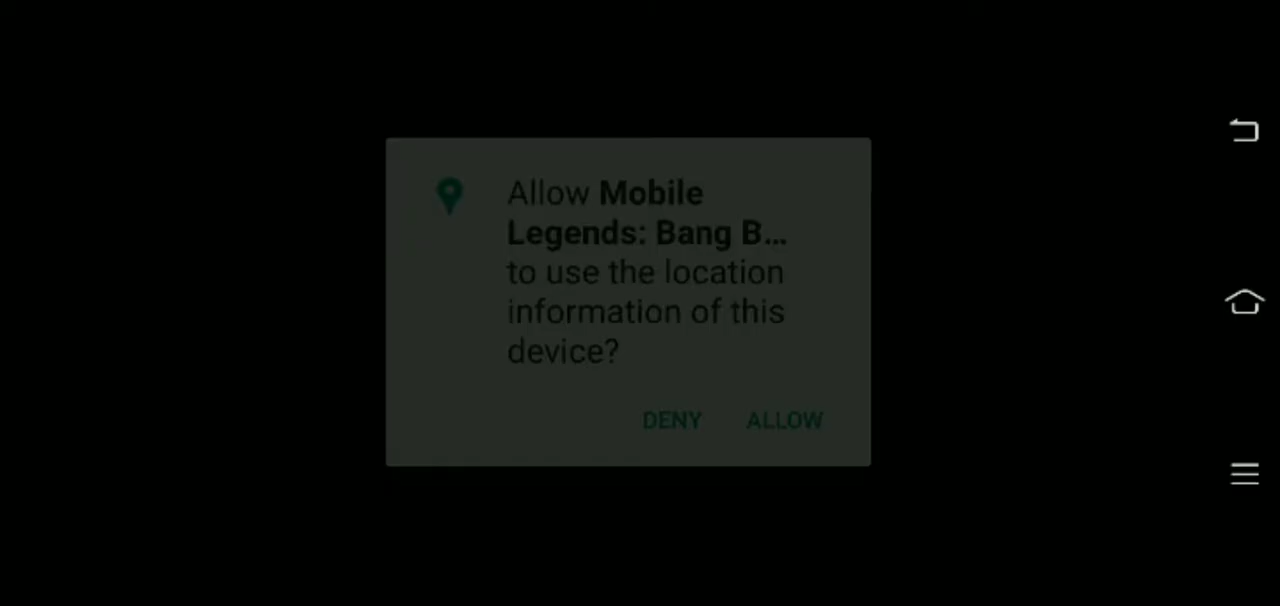 Allow Mobile
Legends: Bang B...
to use the location
information of this
device?
DENY ALLOW